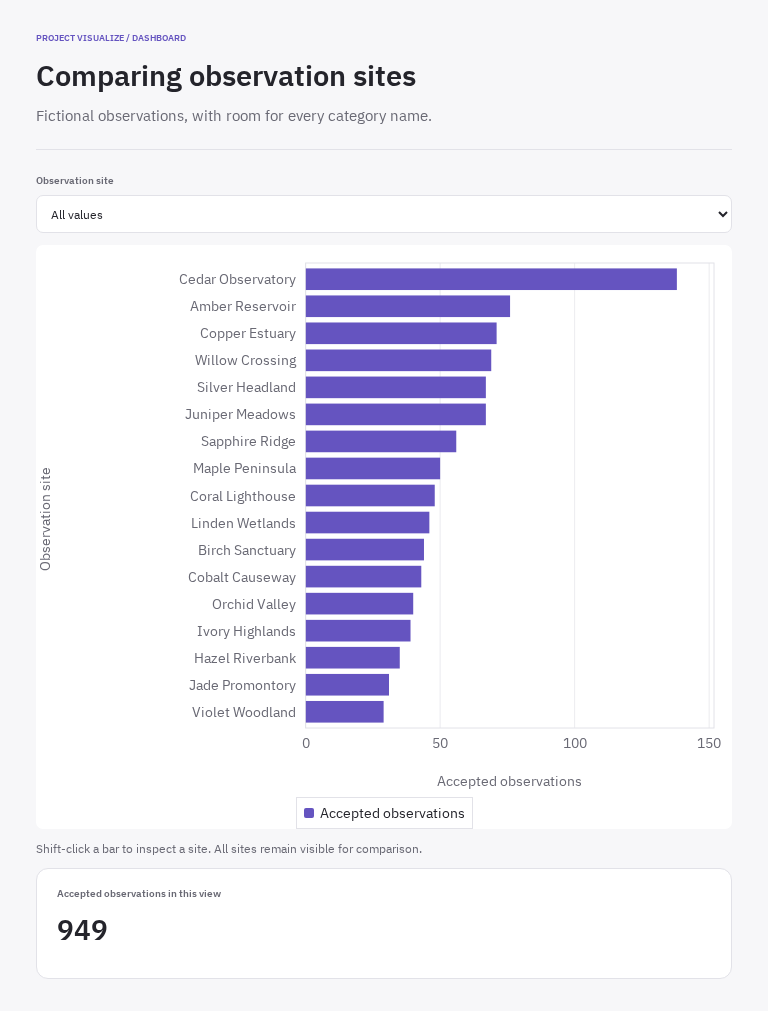 PROJECT VISUALIZE / DASHBOARD
Comparing observation sites
Fictional observations, with room for every category name.
Observation site
All values
Cedar Observatory
Amber Reservoir
Copper Estuary
Willow Crossing
Silver Headland
Juniper Meadows
Sapphire Ridge
Maple Peninsula
Coral Lighthouse
Linden Wetlands
Birch Sanctuary
Cobalt Causeway
Orchid Valley
Ivory Highlands
Hazel Riverbank
Jade Promontory
Violet Woodland
Observation site
0 50 100 150
Accepted observations
Accepted observations
Shift-click a bar to inspect a site. All sites remain visible for comparison.
Accepted observations in this view
949